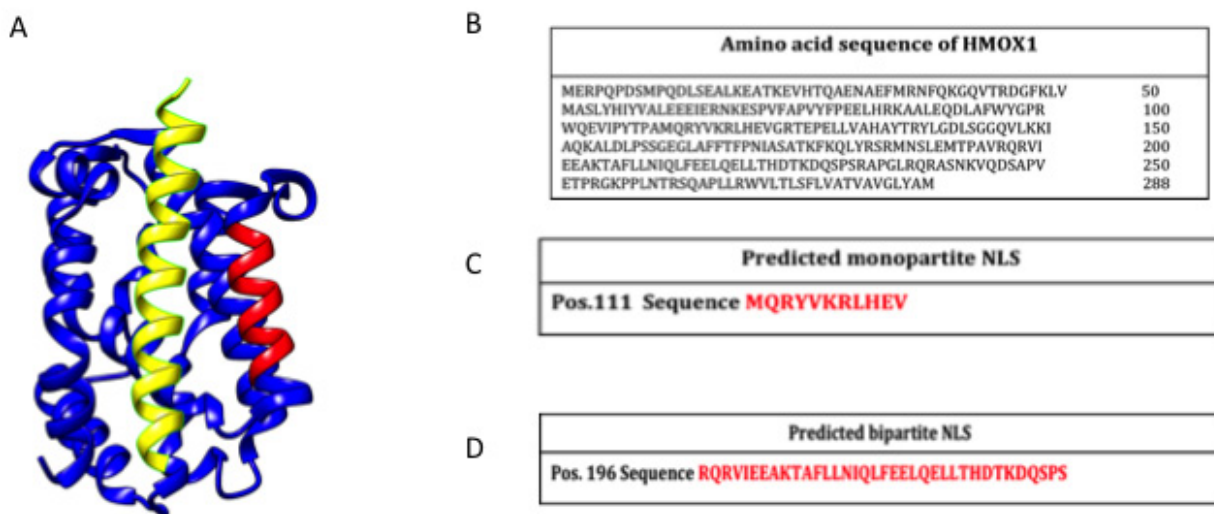 A
B
Amino acid sequence of HMOX1
MERPQPDSMPQDLSEALKEATKEVHTQAENAEFMRNFQKGQVTRDGFKLV 50
MASLYHIYVALEEEIERNKESPVFAPVYFPEELHRKAALEQDLAFWYGPR 100
WQEVIPYTPAMQRYVKRLHEVGRTEPELLVAHAYTRYLGDLSGGQVLKKI 150
AQKALDLPSSGEGLAFFTFPNIASATKFKQLYRSRMNSLEMTPAVRQRVI 200
EEAKTAFLLNIQLFEELQELLTHDTKDQSPSRAPGLRQRASNKVQDSAPV 250
ETPRGKPPLNTRSQAPLLRWVLTLSFLVATVAVGLYAM 288
C
Predicted monopartite NLS
Pos.111 Sequence MQRYVKRLHEV
D
Predicted bipartite NLS
Pos. 196 Sequence RQRVIEEAKTAFLLNIQLFEELQELLTHDTKDQSPS